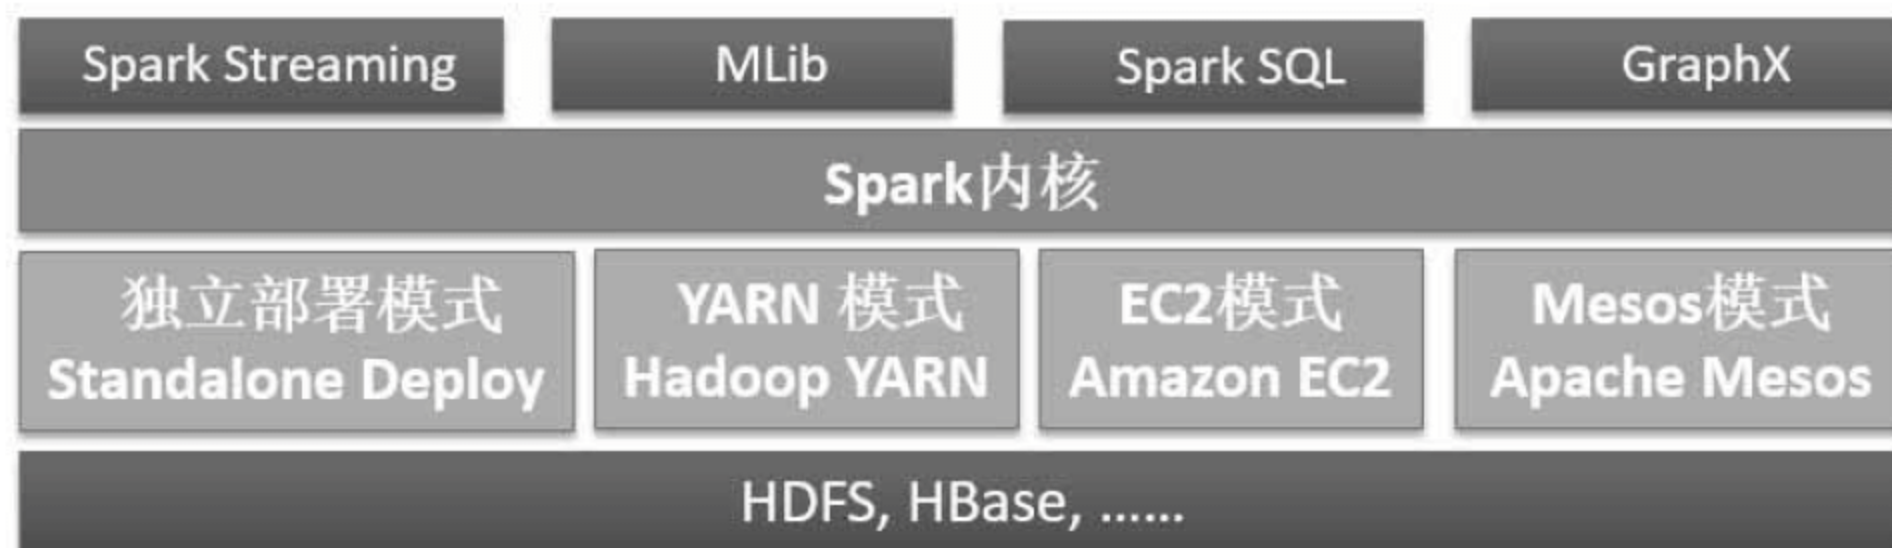 Spark Streaming
MLib
Spark SQL
GraphX
Spark内核
独立部署模式
Standalone Deploy
YARN 模式
Hadoop YARN
EC2模式
Amazon EC2
Mesos模式
Apache Mesos
HDFS, HBase, ……